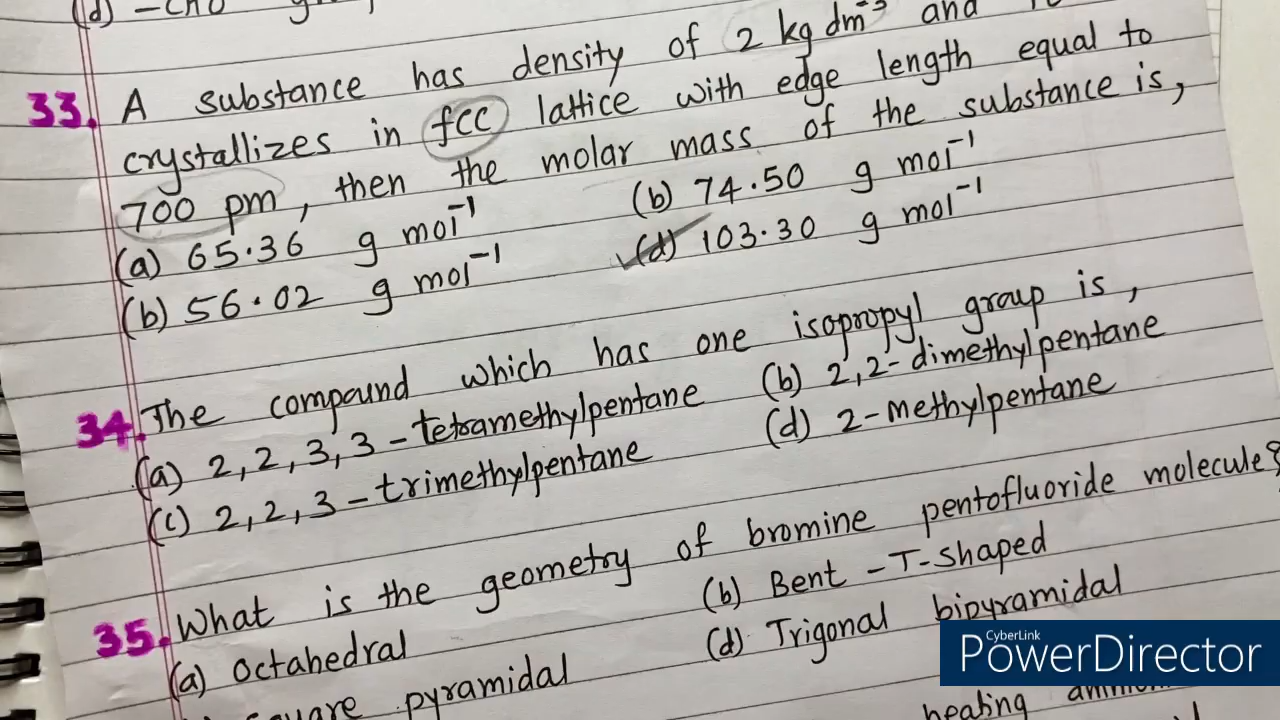 (d) -CHO
33. A substance has density of 2 kg dm⁻³ and
crystallizes in fcc lattice with edge length equal to
700 pm, then the molar mass of the substance is,
(a) 65.36 g mol⁻¹ (b) 74.50 g mol⁻¹
(b) 56.02 g mol⁻¹ (d) 103.30 g mol⁻¹
34. The compound which has one isopropyl group is,
(a) 2,2,3,3-tetramethylpentane (b) 2,2-dimethylpentane
(c) 2,2,3-trimethylpentane (d) 2-methylpentane
35. What is the geometry of bromine pentofluoride molecule?
(a) octahedral (b) Bent -T-shaped
pyramidal (d) Trigonal bipyramidal
heating
CyberLink
PowerDirector